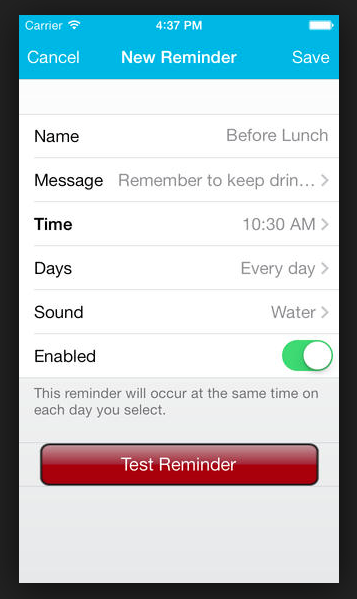 Carrier 4:37 PM
Cancel New Reminder Save
Name Before Lunch
Message Remember to keep drin...
Time 10:30 AM
Days Every day
Sound Water
Enabled
This reminder will occur at the same time on
each day you select.
Test Reminder